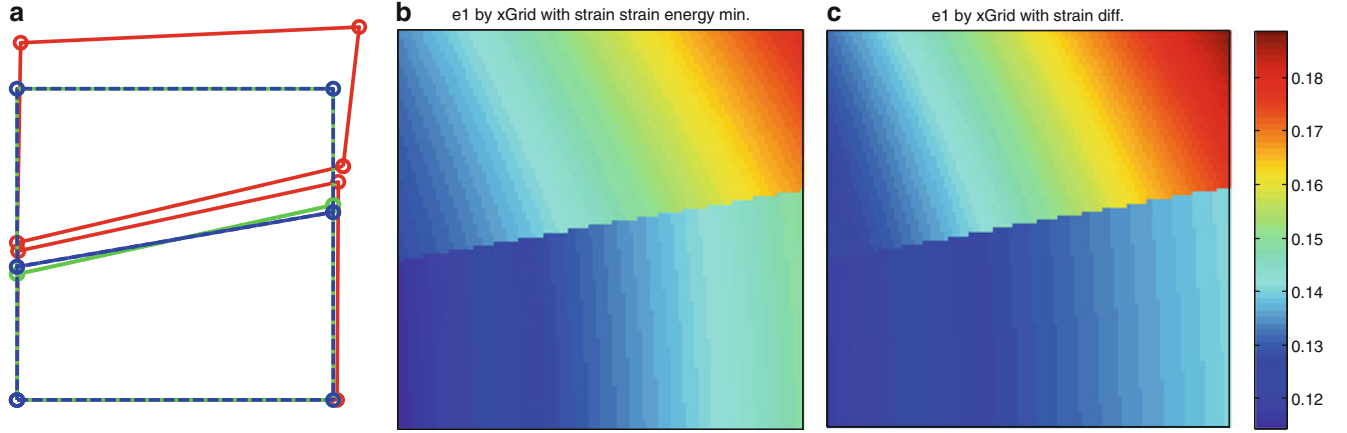 a
b
e1 by xGrid with strain strain energy min.
c
e1 by xGrid with strain diff.
0.18
0.17
0.16
0.15
0.14
0.13
0.12